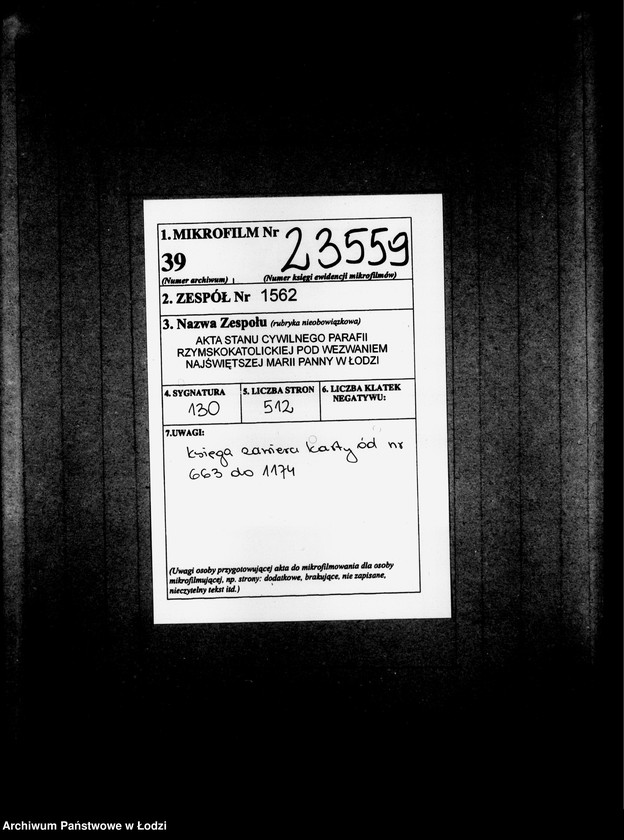 1. MIKROFILM Nr 23559
39
(Numer archiwum) (Numer księgi ewidencji mikrofilmów)
2. ZESPÓŁ Nr 1562
3. Nazwa Zespołu (rubryka nieobowiązkowa)
AKTA STANU CYWILNEGO PARAFII
RZYMSKOKATOLICKIEJ POD WEZWANIEM
NAJŚWIĘTSZEJ MARII PANNY W ŁODZI
4. SYGNATURA
130
5. LICZBA STRON
512
6. LICZBA KLATEK
NEGATYWU:
7.UWAGI:
księga zawiera karty od nr
663 do 1174
(Uwagi osoby przygotowującej akta do mikrofilmowania dla osoby
mikrofilmującej, np. strony: dodatkowe, brakujące, nie zapisane,
nieczytelny tekst itd.)
Archiwum Państwowe w Łodzi